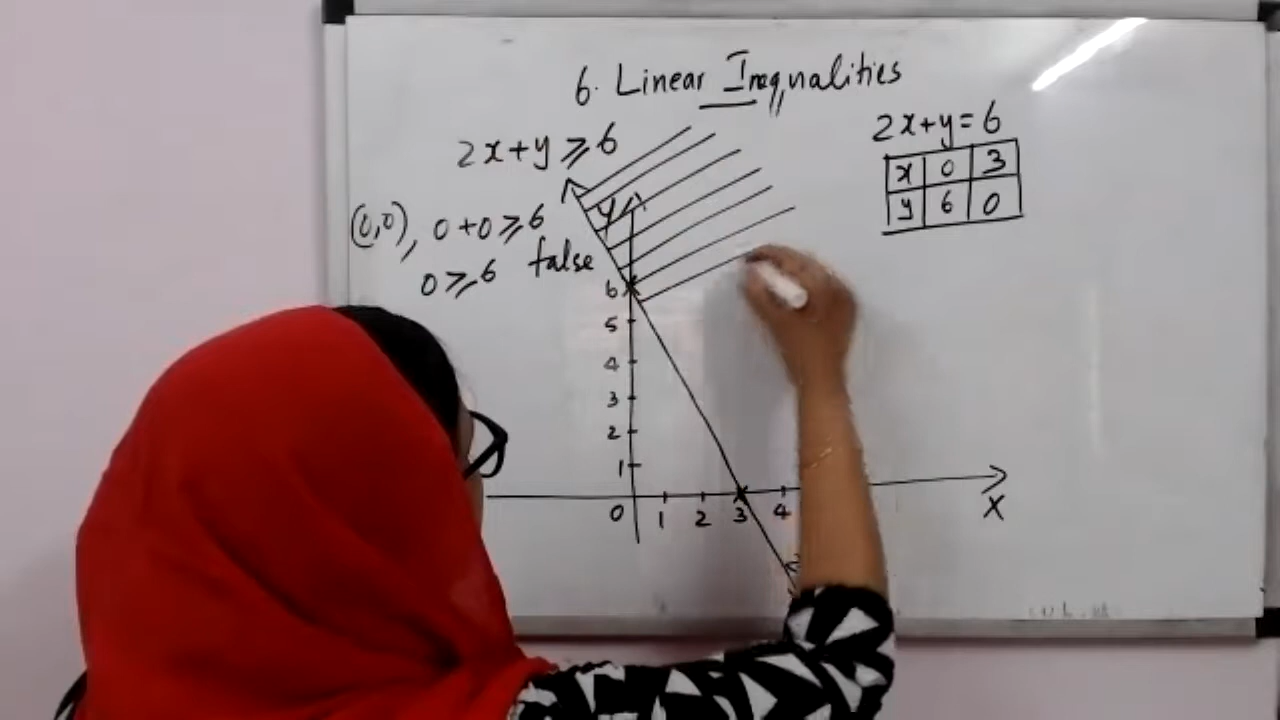 6. Linear Inequalities
2x+y ≥ 6
(0,0), 0+0 ≥ 6
0 ≥ 6 false
2x+y=6
x 0 3
y 6 0
y
6
5
4
3
2
1
0 1 2 3 4
X